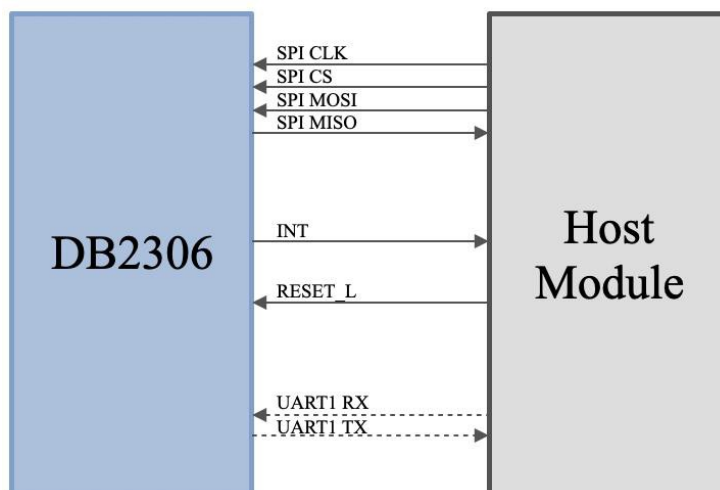 SPI CLK
SPI CS
SPI MOSI
SPI MISO
INT
DB2306
Host
Module
RESET_L
UART1 RX
UART1 TX